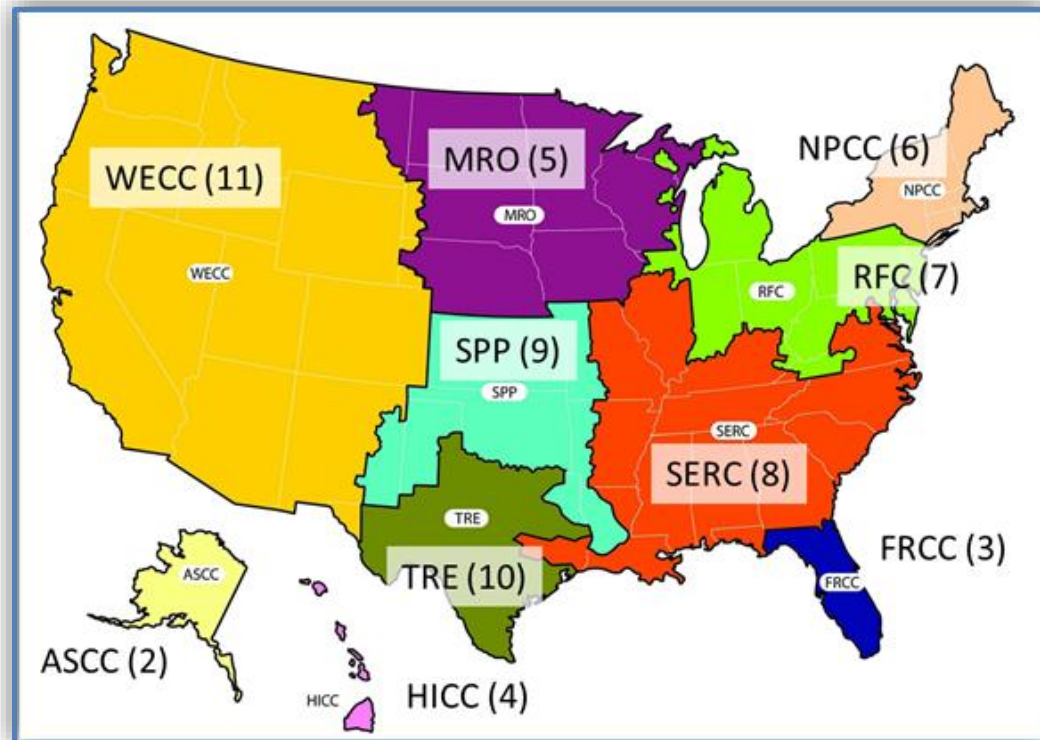 WECC (11)
WECC
MRO (5)
MRO
NPCC (6)
NPCC
RFC (7)
RFC
SPP (9)
SPP
SERC
SERC (8)
TRE
TRE (10)
FRCC (3)
FRCC
ASCC
ASCC (2)
HICC
HICC (4)